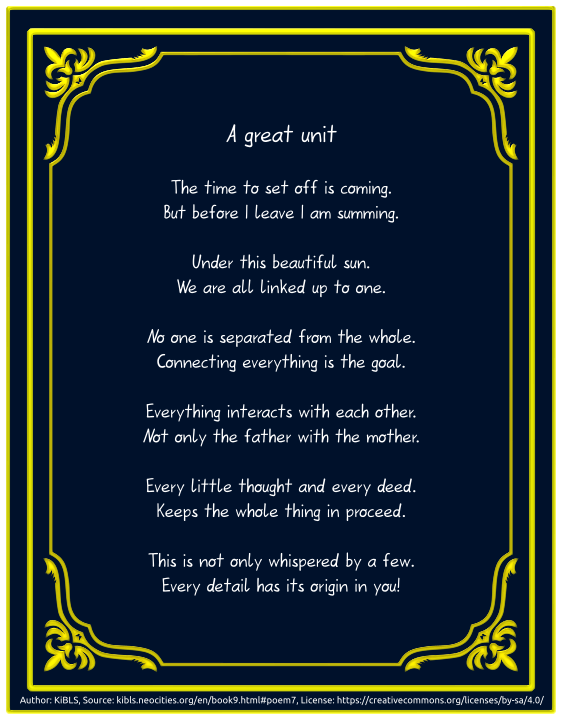 A great unit
The time to set off is coming.
But before I leave I am summing.
Under this beautiful sun.
We are all linked up to one.
No one is separated from the whole.
Connecting everything is the goal.
Everything interacts with each other.
Not only the father with the mother.
Every little thought and every deed.
Keeps the whole thing in proceed.
This is not only whispered by a few.
Every detail has its origin in you!
Author: KiBLS, Source: kibls.neocities.org/en/book9.html#poem7, License: https://creativecommons.org/licenses/by-sa/4.0/